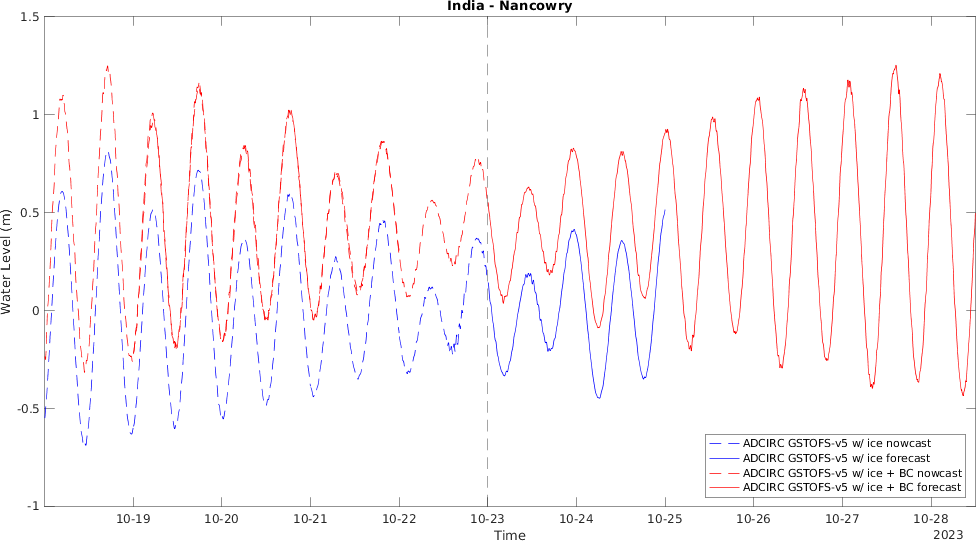 India - Nancowry
1.5
1
0.5
0
-0.5
-1
Water Level (m)
ADCIRC GSTOFS-v5 w/ ice nowcast
ADCIRC GSTOFS-v5 w/ ice forecast
ADCIRC GSTOFS-v5 w/ ice + BC nowcast
ADCIRC GSTOFS-v5 w/ ice + BC forecast
10-19 10-20 10-21 10-22 10-23 10-24 10-25 10-26 10-27 10-28
Time
2023